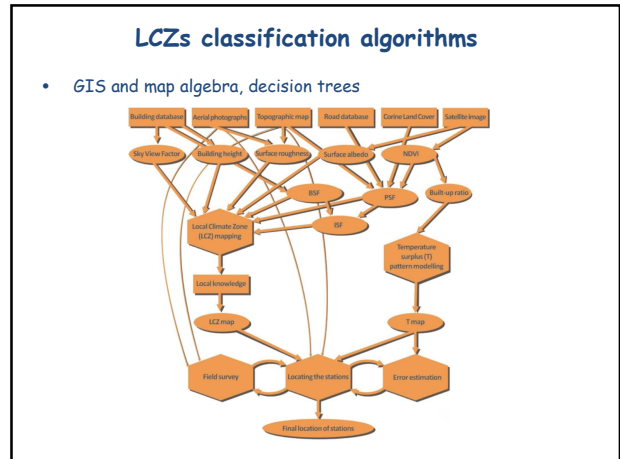 LCZs classification algorithms
• GIS and map algebra, decision trees
Building database
Aerial photographs
Topographic map
Road database
Corine Land Cover
Satellite image
Sky View Factor
Building height
Surface roughness
Surface albedo
NDVI
BSF
PSF
Built-up ratio
ISF
Local Climate Zone
(LCZ) mapping
Temperature
surplus (T)
pattern modelling
Local knowledge
LCZ map
T map
Field survey
Locating the stations
Error estimation
Final location of stations